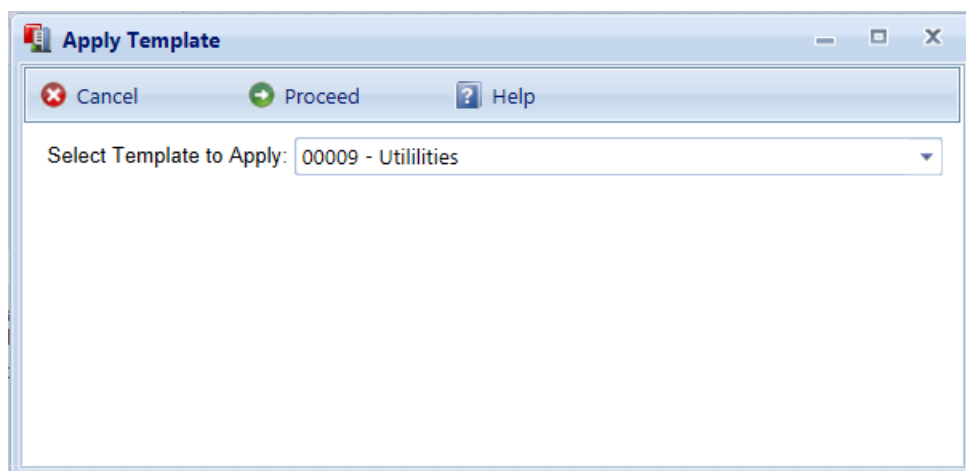 Apply Template
Cancel Proceed Help
Select Template to Apply: 00009 - Utililities